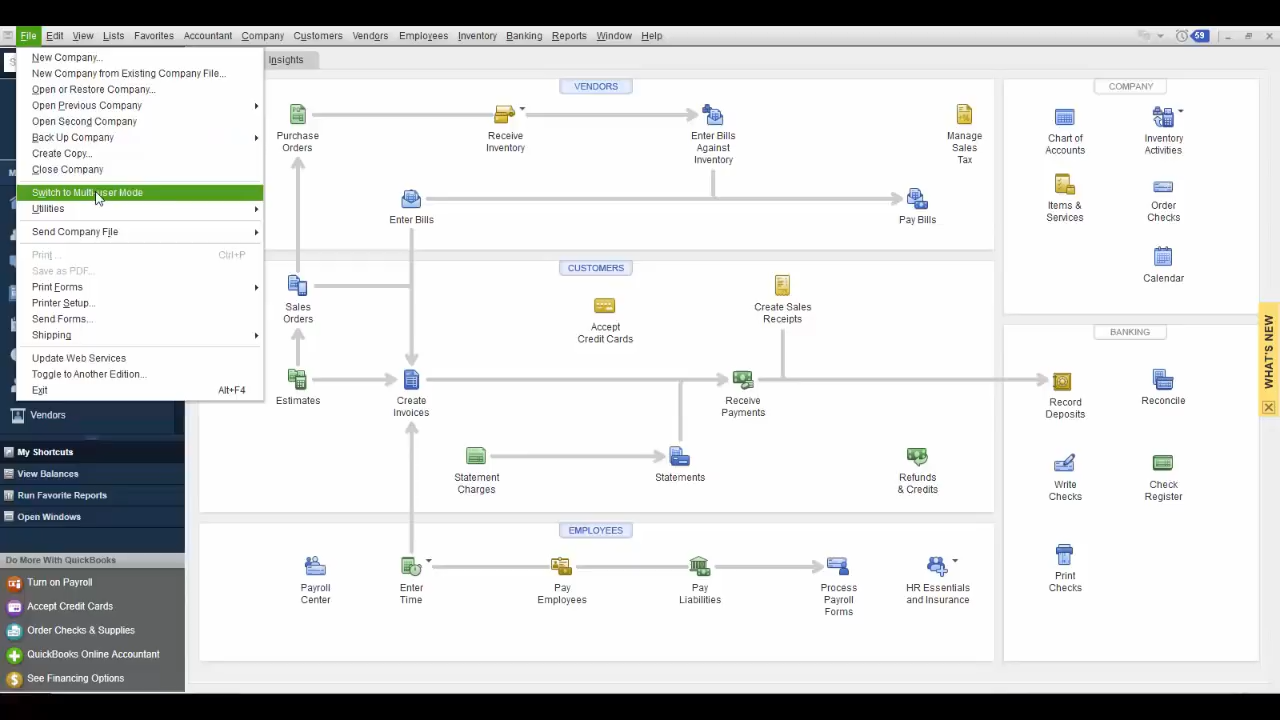 File Edit View Lists Favorites Accountant Company Customers Vendors Employees Inventory Banking Reports Window Help
59
New Company...
New Company from Existing Company File...
Open or Restore Company...
Open Previous Company
Open Second Company
Back Up Company
Create Copy...
Close Company
Switch to Multi-user Mode
Utilities
Send Company File
Print... Ctrl+P
Save as PDF...
Print Forms
Printer Setup...
Send Forms...
Shipping
Update Web Services
Toggle to Another Edition...
Exit Alt+F4
Vendors
My Shortcuts
View Balances
Run Favorite Reports
Open Windows
Do More With QuickBooks
Turn on Payroll
Accept Credit Cards
Order Checks & Supplies
QuickBooks Online Accountant
See Financing Options
Insights
VENDORS
Purchase
Orders
Receive
Inventory
Enter Bills
Against
Inventory
Manage
Sales
Tax
Enter Bills
Pay Bills
CUSTOMERS
Sales
Orders
Accept
Credit Cards
Create Sales
Receipts
Estimates
Create
Invoices
Receive
Payments
Statement
Charges
Statements
Refunds
& Credits
EMPLOYEES
Payroll
Center
Enter
Time
Pay
Employees
Pay
Liabilities
Process
Payroll
Forms
HR Essentials
and Insurance
COMPANY
Chart of
Accounts
Inventory
Activities
Items &
Services
Order
Checks
Calendar
BANKING
Record
Deposits
Reconcile
Write
Checks
Check
Register
Print
Checks
WHAT'S NEW